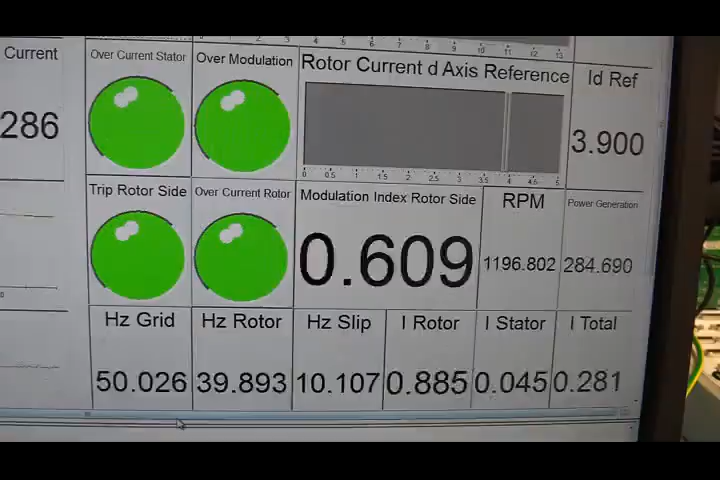 Current
286
Over Current Stator
Over Modulation
Rotor Current d Axis Reference
0 0.5 1 1.5 2 2.5 3 3.5 4 4.5 5
Id Ref
3.900
Trip Rotor Side
Over Current Rotor
Modulation Index Rotor Side
0.609
RPM
1196.802
Power Generation
284.690
Hz Grid
50.026
Hz Rotor
39.893
Hz Slip
10.107
I Rotor
0.885
I Stator
0.045
I Total
0.281